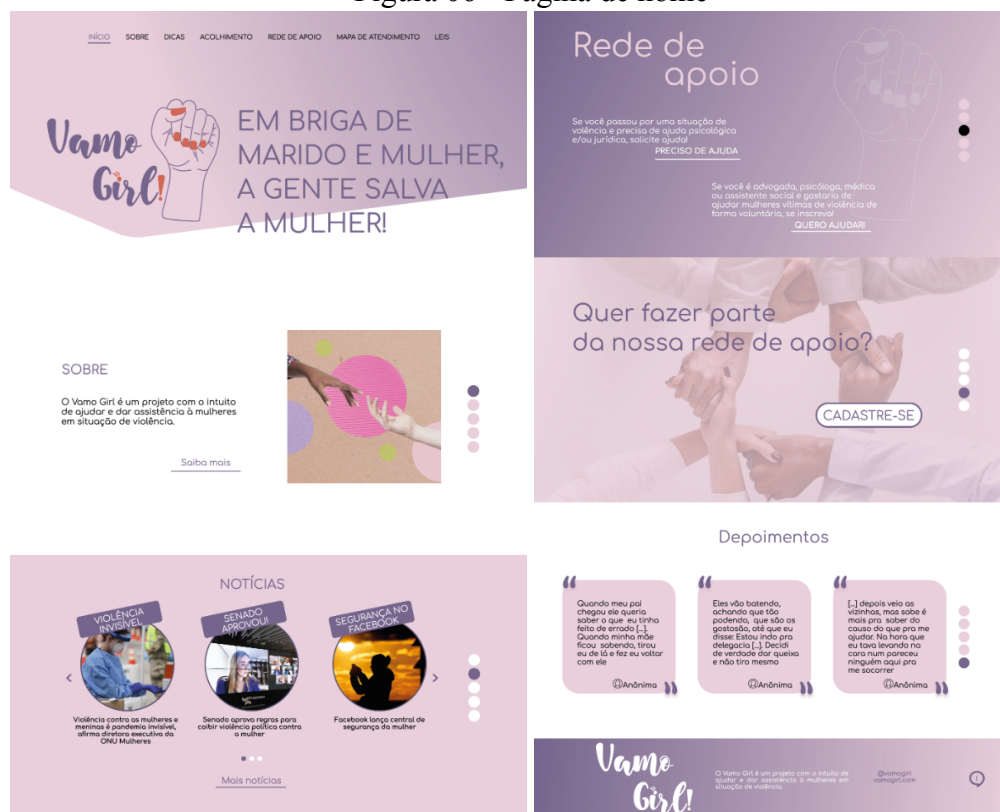 Figura 06 - Página de home
INÍCIO SOBRE DICAS ACOLHIMENTO REDE DE APOIO MAPA DE ATENDIMENTO LEIS
Vamo
Girl!
EM BRIGA DE
MARIDO E MULHER,
A GENTE SALVA
A MULHER!
SOBRE
O Vamo Girl é um projeto com o intuito
de ajudar e dar assistência à mulheres
em situação de violência.
Saiba mais
NOTÍCIAS
VIOLÊNCIA
INVISÍVEL
SENADO
APROVOU!
SEGURANÇA NO
FACEBOOK
Violência contra as mulheres e
meninas é pandemia invisível,
afirma diretora executiva da
ONU Mulheres
Senado aprova regras para
coibir violência política contra
a mulher
Facebook lança central de
segurança da mulher
Mais notícias
Rede de
apoio
Se você passou por uma situação de
volência e precisa de ajuda psicológica
e/ou jurídica, solicite ajuda!
PRECISO DE AJUDA
Se você é advogada, psicóloga, médica
ou assistente social e gostaria de
ajudar mulheres vítimas de violência de
forma voluntária, se inscreva!
QUERO AJUDAR!
Quer fazer parte
da nossa rede de apoio?
CADASTRE-SE
Depoimentos
Quando meu pai
chegou ele queria
saber o que eu tinha
feito de errado [...].
Quando minha mãe
ficou sabendo, tirou
eu de lá e fez eu voltar
com ele
Anônima
Eles vão batendo,
achando que tão
podendo, que são os
gostosão, até que eu
disse: Estou indo pra
delegacia [...]. Decidi
de verdade dar queixa
e não tiro mesmo
Anônima
[...] depois veio as
vizinhas, mas sabe é
mais pra saber do
causo do que pra me
ajudar. Na hora que
eu tava levando na
cara num pareceu
ninguém aqui pra
me socorrer
Anônima
Vamo
Girl!
O Vamo Girl é um projeto com o intuito de
ajudar e dar assistência à mulheres em
situação de violência.
@vamogirl
vamogirl.com